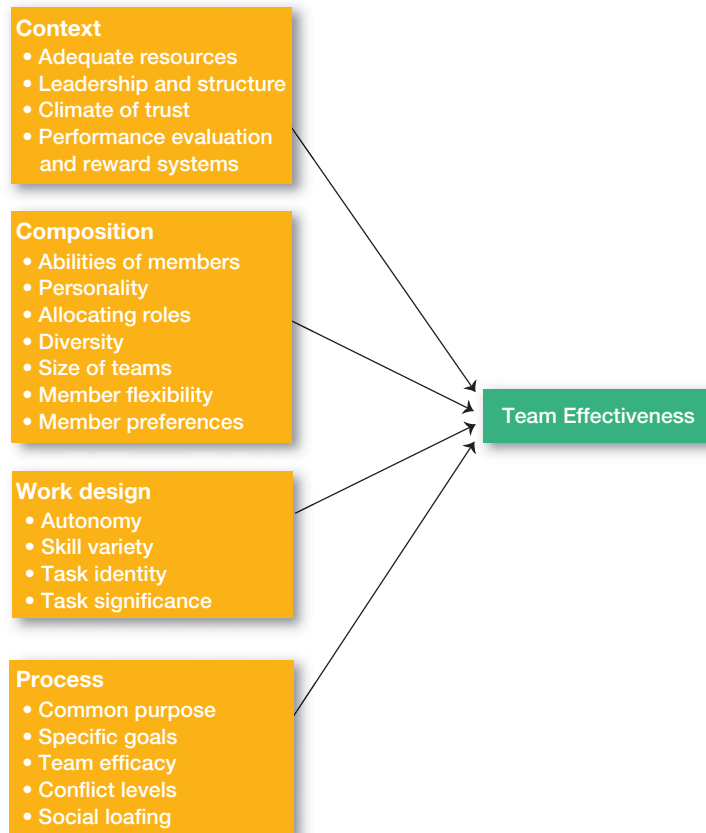 Context
• Adequate resources
• Leadership and structure
• Climate of trust
• Performance evaluation
and reward systems
Composition
• Abilities of members
• Personality
• Allocating roles
• Diversity
• Size of teams
• Member flexibility
• Member preferences
Team Effectiveness
Work design
• Autonomy
• Skill variety
• Task identity
• Task significance
Process
• Common purpose
• Specific goals
• Team efficacy
• Conflict levels
• Social loafing